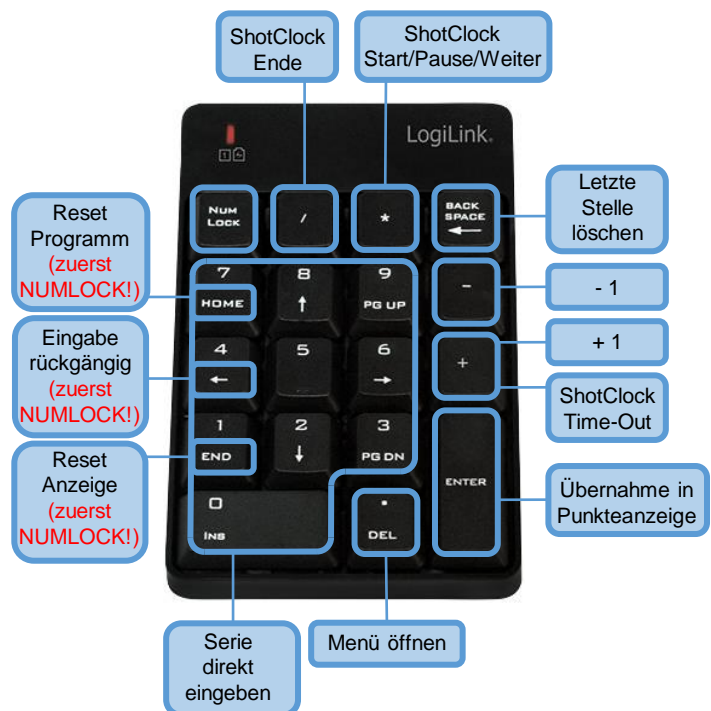 ShotClock
Ende
ShotClock
Start/Pause/Weiter
LogiLink.
1
Reset
Programm
(zuerst
NUMLOCK!)
Num
Lock
/
*
BACK
SPACE
Letzte
Stelle
löschen
7
HOME
8
↑
9
PG UP
-
- 1
Eingabe
rückgängig
(zuerst
NUMLOCK!)
4
←
5
6
→
+
+ 1
ShotClock
Time-Out
Reset
Anzeige
(zuerst
NUMLOCK!)
1
END
2
↓
3
PG DN
ENTER
Übernahme in
Punkteanzeige
0
INS
.
DEL
Serie
direkt
eingeben
Menü öffnen